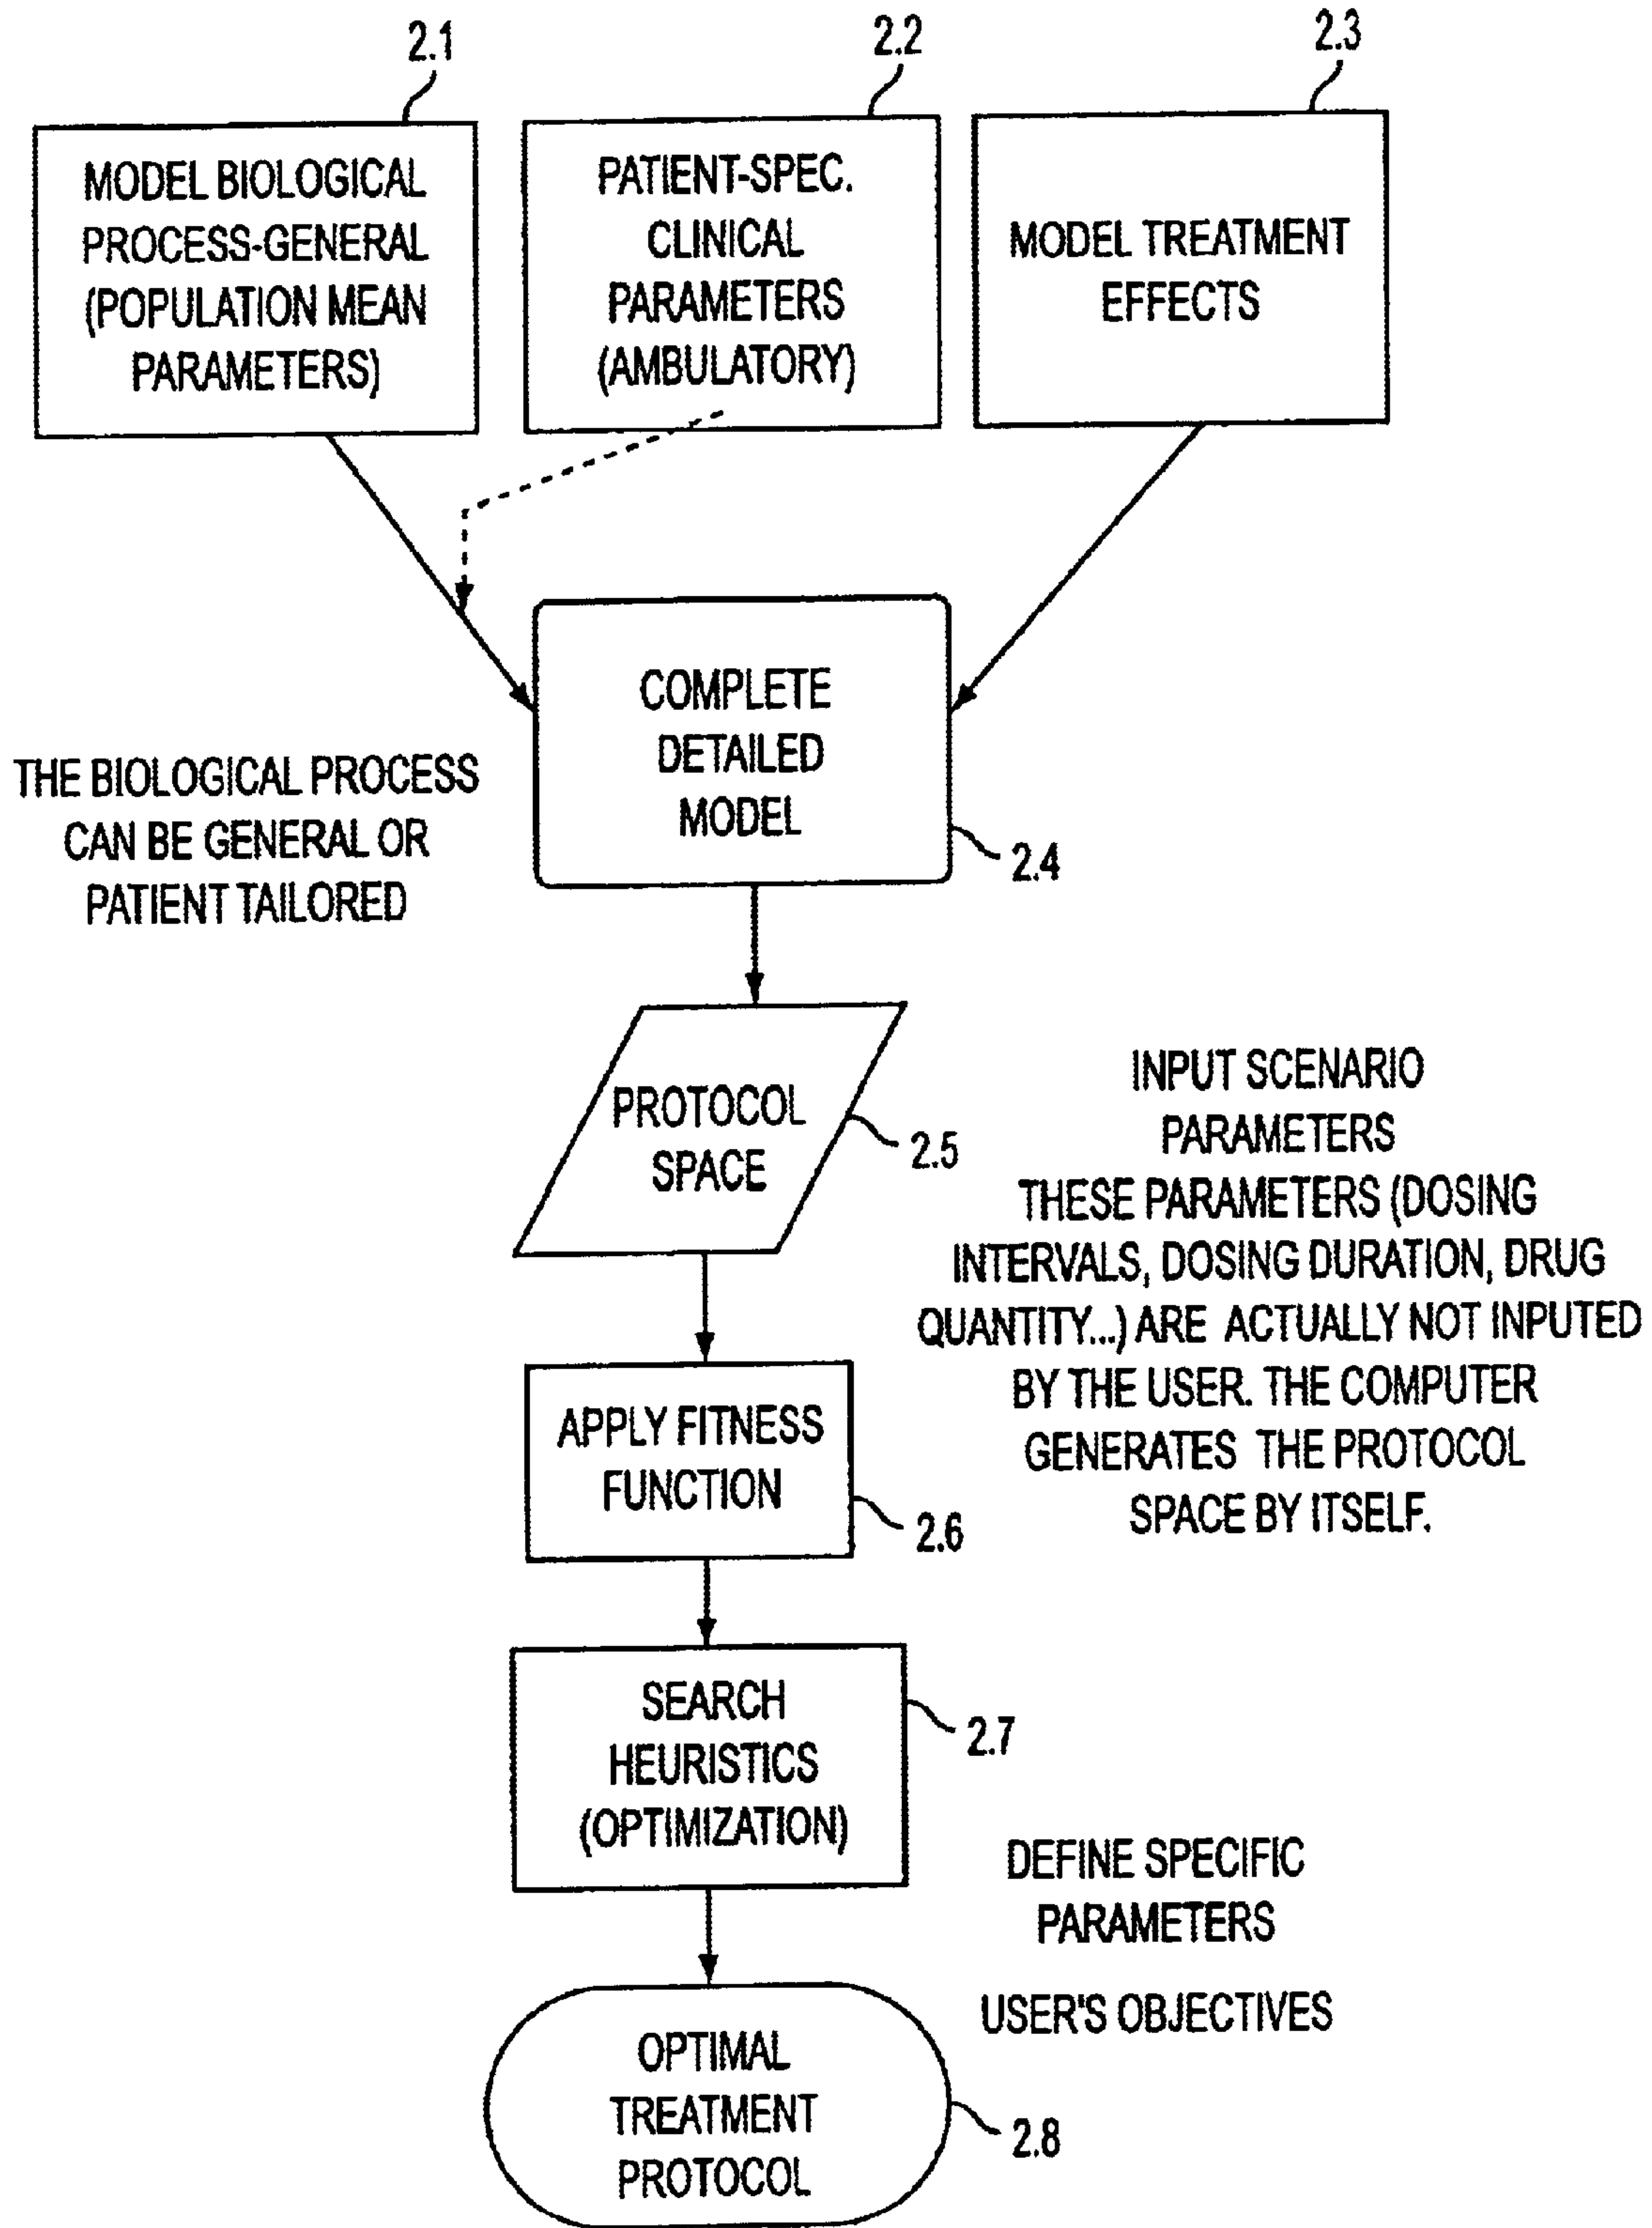 2.1
2.2
2.3
MODEL BIOLOGICAL
PROCESS-GENERAL
(POPULATION MEAN
PARAMETERS)
PATIENT-SPEC.
CLINICAL
PARAMETERS
(AMBULATORY)
MODEL TREATMENT
EFFECTS
COMPLETE
DETAILED
MODEL
2.4
THE BIOLOGICAL PROCESS
CAN BE GENERAL OR
PATIENT TAILORED
PROTOCOL
SPACE
2.5
INPUT SCENARIO
PARAMETERS
THESE PARAMETERS (DOSING
INTERVALS, DOSING DURATION, DRUG
QUANTITY...) ARE ACTUALLY NOT INPUTED
BY THE USER. THE COMPUTER
GENERATES THE PROTOCOL
SPACE BY ITSELF.
APPLY FITNESS
FUNCTION
2.6
SEARCH
HEURISTICS
(OPTIMIZATION)
2.7
DEFINE SPECIFIC
PARAMETERS
USER'S OBJECTIVES
OPTIMAL
TREATMENT
PROTOCOL
2.8